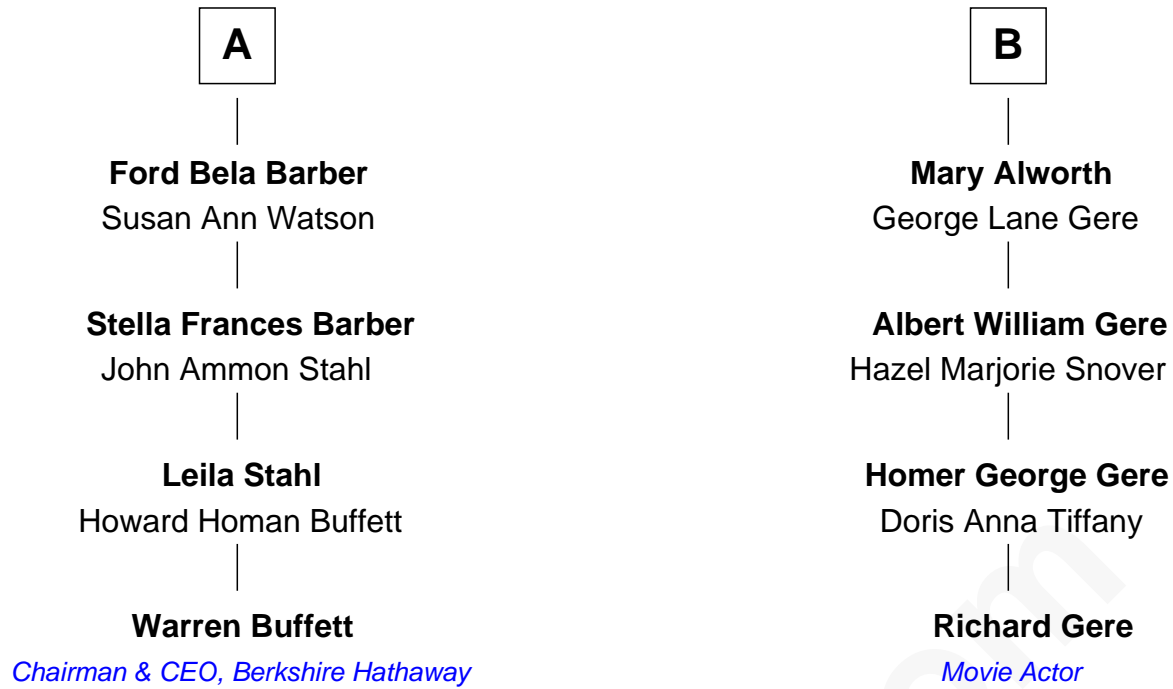 A
Ford Bela Barber
Susan Ann Watson
Stella Frances Barber
John Ammon Stahl
Leila Stahl
Howard Homan Buffett
Warren Buffett
Chairman & CEO, Berkshire Hathaway
B
Mary Alworth
George Lane Gere
Albert William Gere
Hazel Marjorie Snover
Homer George Gere
Doris Anna Tiffany
Richard Gere
Movie Actor
om